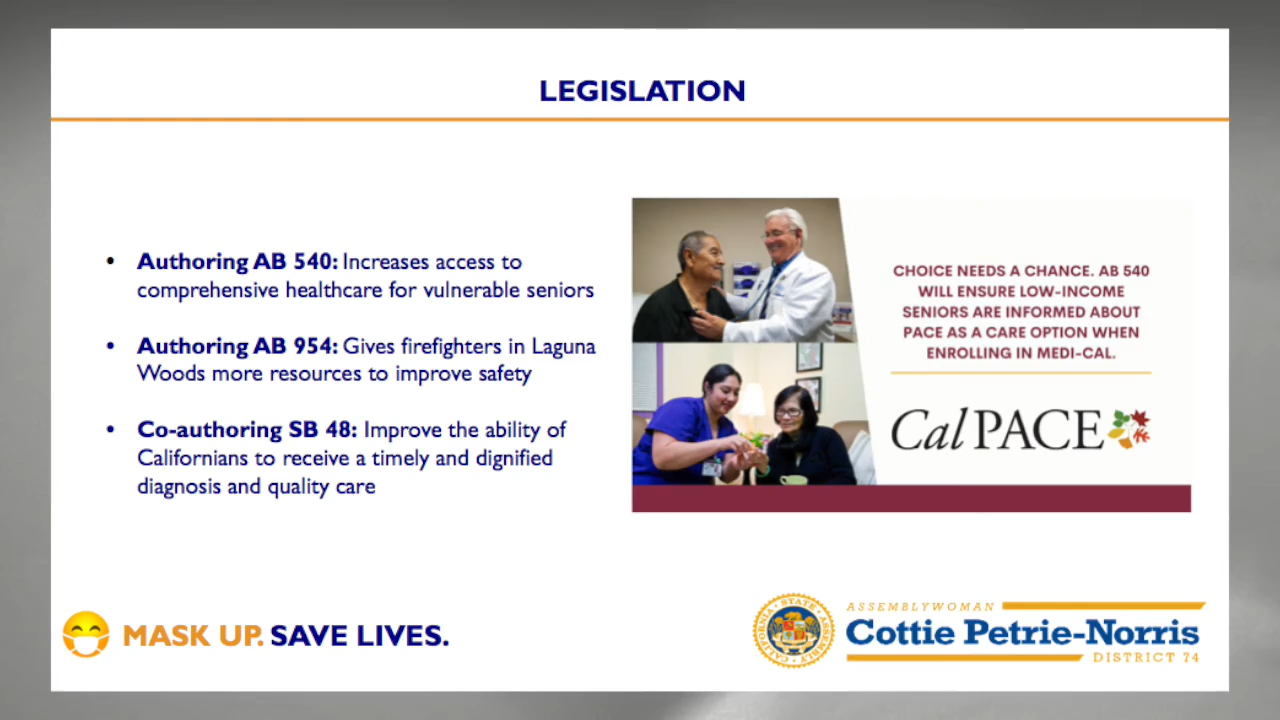 LEGISLATION
• Authoring AB 540: Increases access to
comprehensive healthcare for vulnerable seniors
• Authoring AB 954: Gives firefighters in Laguna
Woods more resources to improve safety
• Co-authoring SB 48: Improve the ability of
Californians to receive a timely and dignified
diagnosis and quality care
CHOICE NEEDS A CHANCE. AB 540
WILL ENSURE LOW-INCOME
SENIORS ARE INFORMED ABOUT
PACE AS A CARE OPTION WHEN
ENROLLING IN MEDI-CAL.
CalPACE
MASK UP. SAVE LIVES.
CALIFORNIA STATE ASSEMBLY
ASSEMBLYWOMAN
Cottie Petrie-Norris
DISTRICT 74